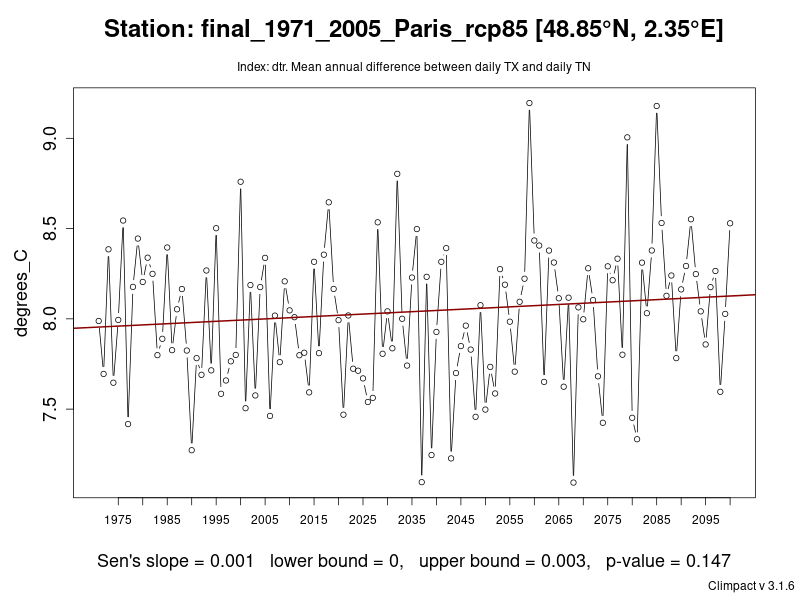 Station: final_1971_2005_Paris_rcp85 [48.85°N, 2.35°E]
Index: dtr. Mean annual difference between daily TX and daily TN
degrees_C
9.0
8.5
8.0
7.5
1975 1985 1995 2005 2015 2025 2035 2045 2055 2065 2075 2085 2095
Sen's slope = 0.001 lower bound = 0, upper bound = 0.003, p-value = 0.147
Climpact v 3.1.6